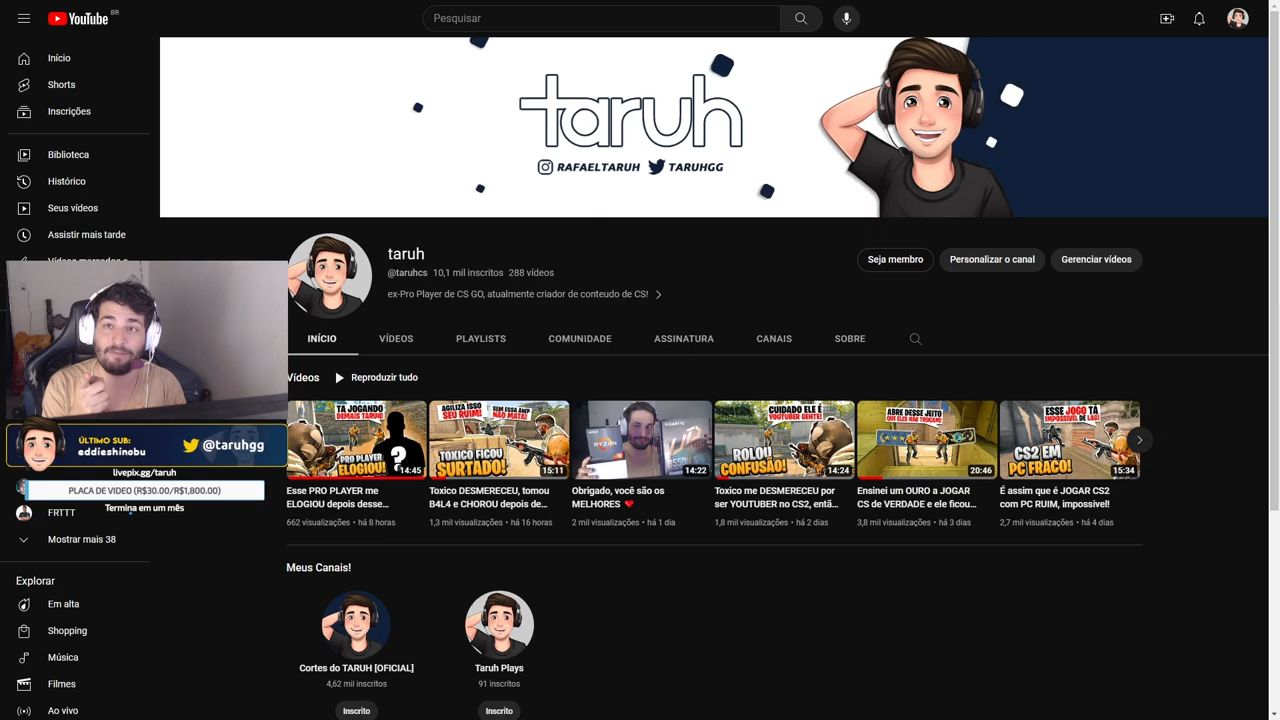 YouTube BR
Pesquisar
Início
Shorts
Inscrições
Biblioteca
Histórico
Seus vídeos
Assistir mais tarde
taruh
RAFAELTARUH TARUHGG
taruh
@taruhcs 10,1 mil inscritos 288 vídeos
ex-Pro Player de CS GO, atualmente criador de conteudo de CS!
Seja membro
Personalizar o canal
Gerenciar vídeos
INÍCIO VÍDEOS PLAYLISTS COMUNIDADE ASSINATURA CANAIS SOBRE
Vídeos
Reproduzir tudo
TA JOGANDO
DEMAIS TARUH!
PRO PLAYER
ELOGIOU!
?
14:45
Esse PRO PLAYER me
ELOGIOU depois desse...
662 visualizações • há 8 horas
AGILIZA ISSO
SEU RUIM!
SEM ESSA AWP
NÃO MATA!
TOXICO FICOU
SURTADO!
15:11
Toxico DESMERECEU, tomou
B4L4 e CHOROU depois de...
1,3 mil visualizações • há 16 horas
RYZEN
GIGABYTE
B550M
14:22
Obrigado, você são os
MELHORES ❤️
2 mil visualizações • há 1 dia
CUIDADO ELE É
YOUTUBER GENTE!
ROLOU
CONFUSÃO!
14:24
Toxico me DESMERECEU por
ser YOUTUBER no CS2, entã...
1,8 mil visualizações • há 2 dias
ABRE DESSE JEITO
QUE ELES NÃO TROCAM!
20:46
Ensinei um OURO a JOGAR
CS de VERDADE e ele ficou...
3,8 mil visualizações • há 3 dias
ESSE JOGO TÁ
IMPOSSIVEL!
CS2 EM
PC FRACO!
15:34
É assim que é JOGAR CS2
com PC RUIM, impossivel!
2,7 mil visualizações • há 4 dias
ÚLTIMO SUB:
eddieshinobu
@taruhgg
livepix.gg/taruh
PLACA DE VIDEO (R$30.00/R$1,800.00)
Termina em um mês
FRTTT
Mostrar mais 38
Explorar
Em alta
Shopping
Música
Filmes
Ao vivo
Meus Canais!
Cortes do TARUH [OFICIAL]
4,62 mil inscritos
Inscrito
Taruh Plays
91 inscritos
Inscrito